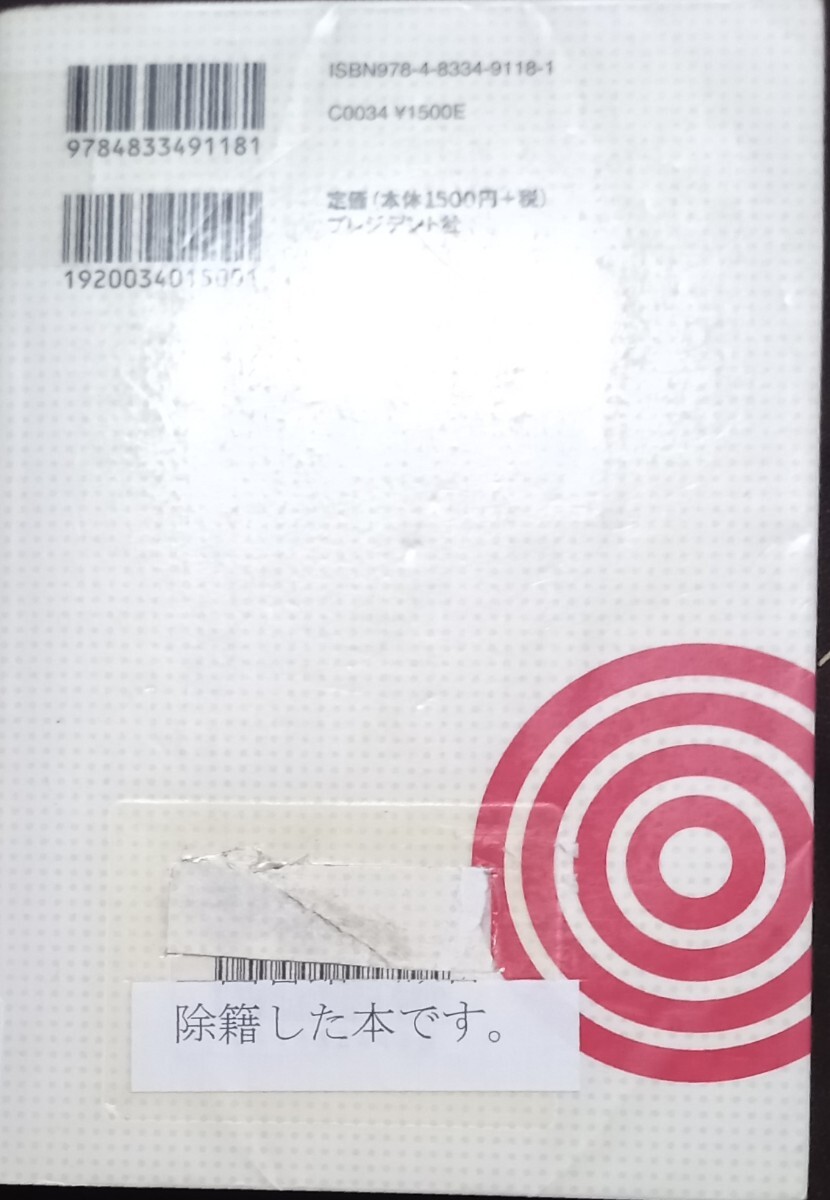 ISBN978-4-8334-9118-1
C0034 ¥1500E
9784833491181
定価(本体1500円+税)
プレジデント社
1920034015001
除籍した本です。